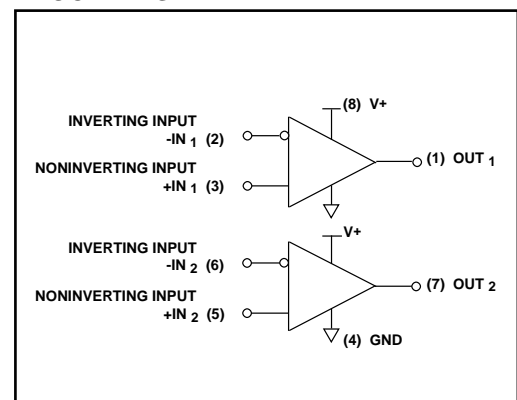 (8) V+
INVERTING INPUT
-IN 1 (2)
(1) OUT 1
NONINVERTING INPUT
+IN 1 (3)
V+
INVERTING INPUT
-IN 2 (6)
(7) OUT 2
NONINVERTING INPUT
+IN 2 (5)
(4) GND